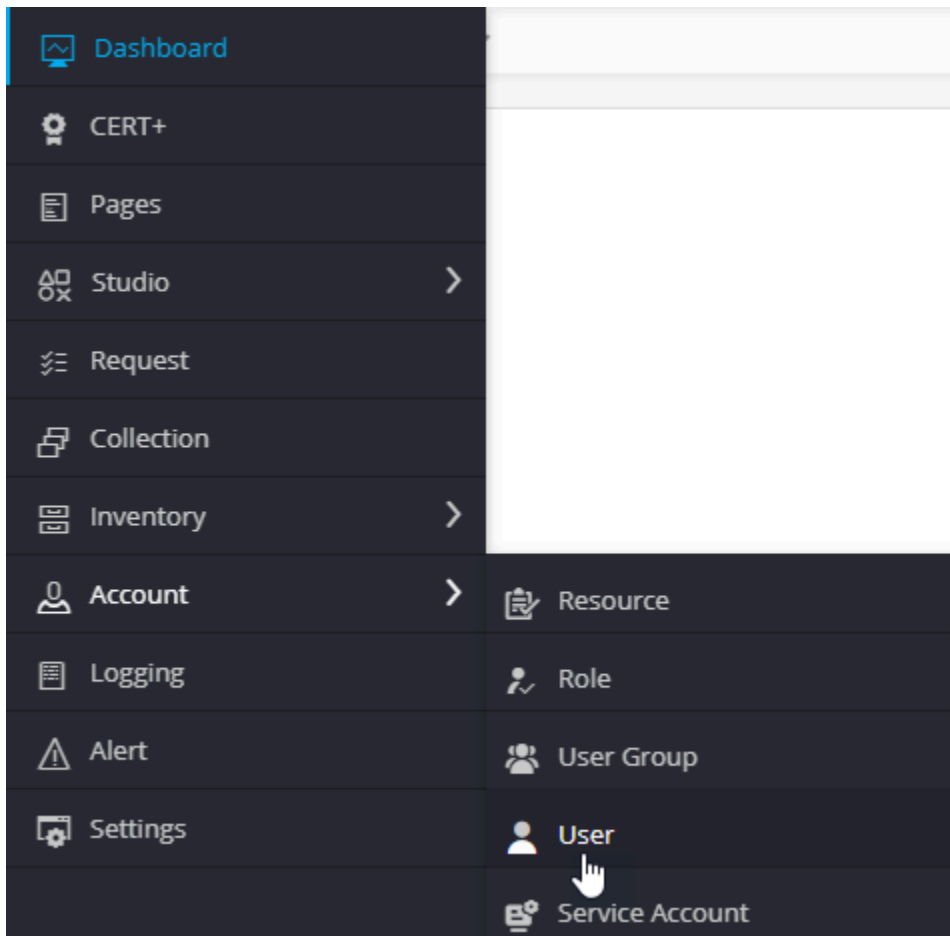 Dashboard
CERT+
Pages
Studio
Request
Collection
Inventory
Account
Logging
Alert
Settings
Resource
Role
User Group
User
Service Account